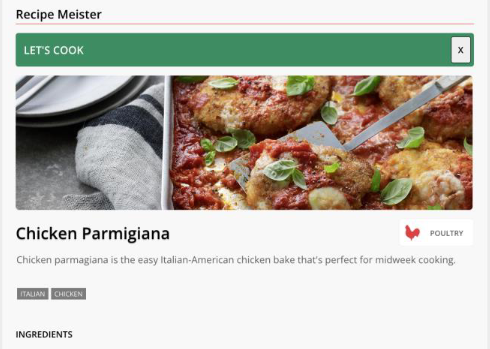 Recipe Meister
LET'S COOK
X
Chicken Parmigiana
POULTRY
Chicken parmagiana is the easy Italian-American chicken bake that's perfect for midweek cooking.
ITALIAN CHICKEN
INGREDIENTS